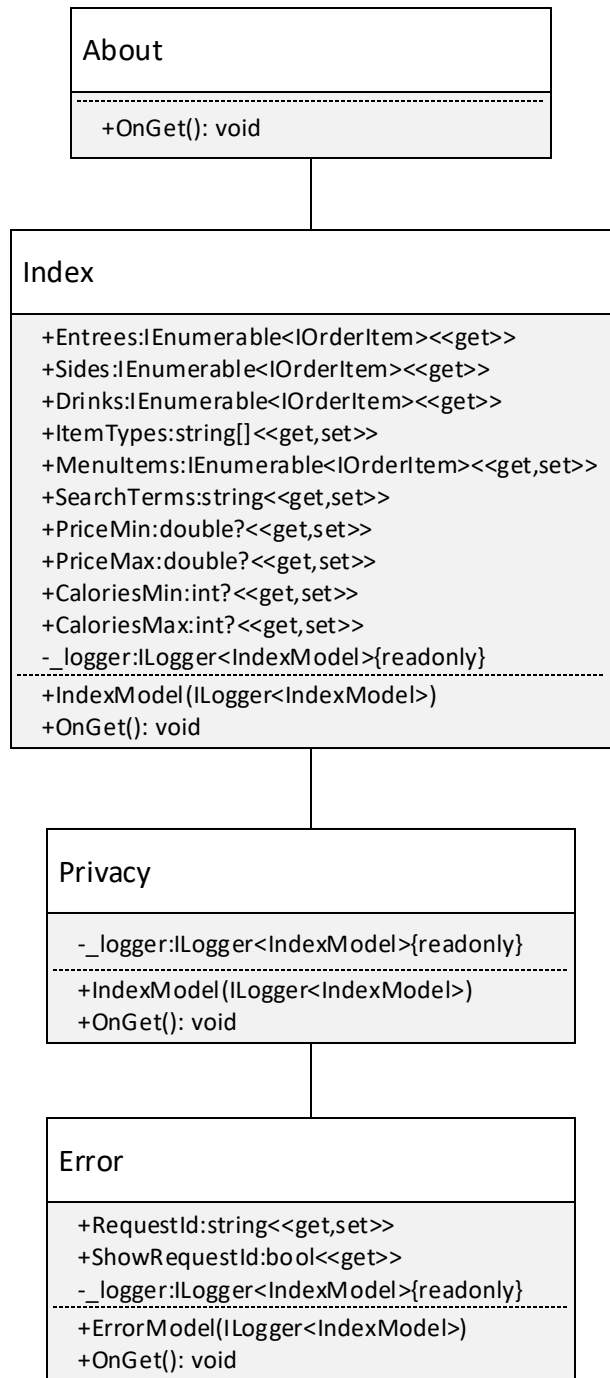 About
+OnGet(): void
Index
+Entrees:IEnumerable<IOrderItem><<get>>
+Sides:IEnumerable<IOrderItem><<get>>
+Drinks:IEnumerable<IOrderItem><<get>>
+ItemTypes:string[]<<get,set>>
+MenuItems:IEnumerable<IOrderItem><<get,set>>
+SearchTerms:string<<get,set>>
+PriceMin:double?<<get,set>>
+PriceMax:double?<<get,set>>
+CaloriesMin:int?<<get,set>>
+CaloriesMax:int?<<get,set>>
-_logger:ILogger<IndexModel>{readonly}
+IndexModel(ILogger<IndexModel>)
+OnGet(): void
Privacy
-_logger:ILogger<IndexModel>{readonly}
+IndexModel(ILogger<IndexModel>)
+OnGet(): void
Error
+RequestId:string<<get,set>>
+ShowRequestId:bool<<get>>
-_logger:ILogger<IndexModel>{readonly}
+ErrorModel(ILogger<IndexModel>)
+OnGet(): void